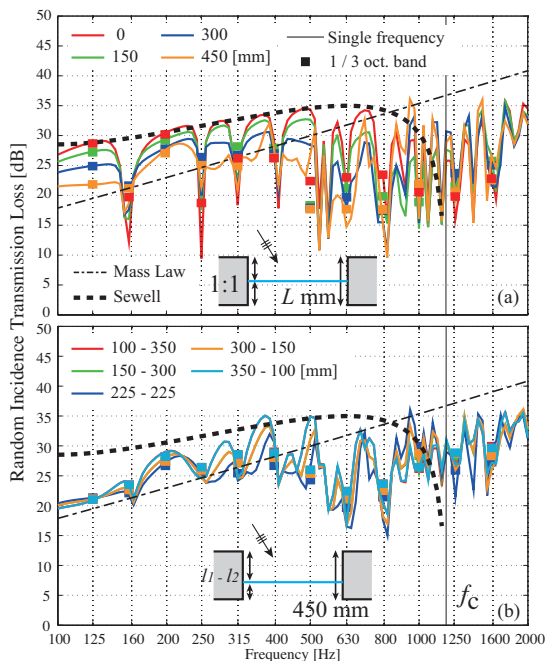 Random Incidence Transmission Loss [dB]
50
45
40
35
30
25
20
15
10
5
0
0
300
150
450 [mm]
Single frequency
1 / 3 oct. band
Mass Law
Sewell
1:1
L mm
(a)
50
45
40
35
30
25
20
15
10
5
0
100 - 350
300 - 150
150 - 300
350 - 100 [mm]
225 - 225
l1 - l2
450 mm
fc
(b)
100 125 160 200 250 315 400 500 630 800 1000 1250 1600 2000
Frequency [Hz]